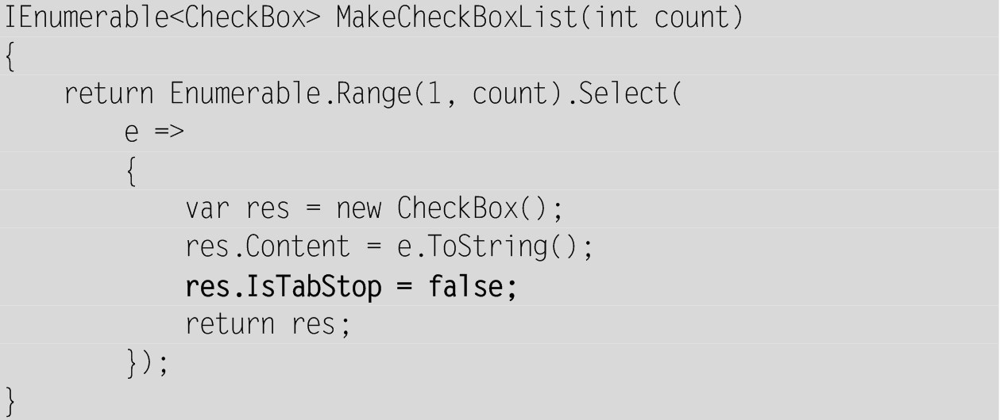 IEnumerable<CheckBox> MakeCheckBoxList(int count)
{
    return Enumerable.Range(1, count).Select(
        e =>
        {
            var res = new CheckBox();
            res.Content = e.ToString();
            res.IsTabStop = false;
            return res;
        });
}